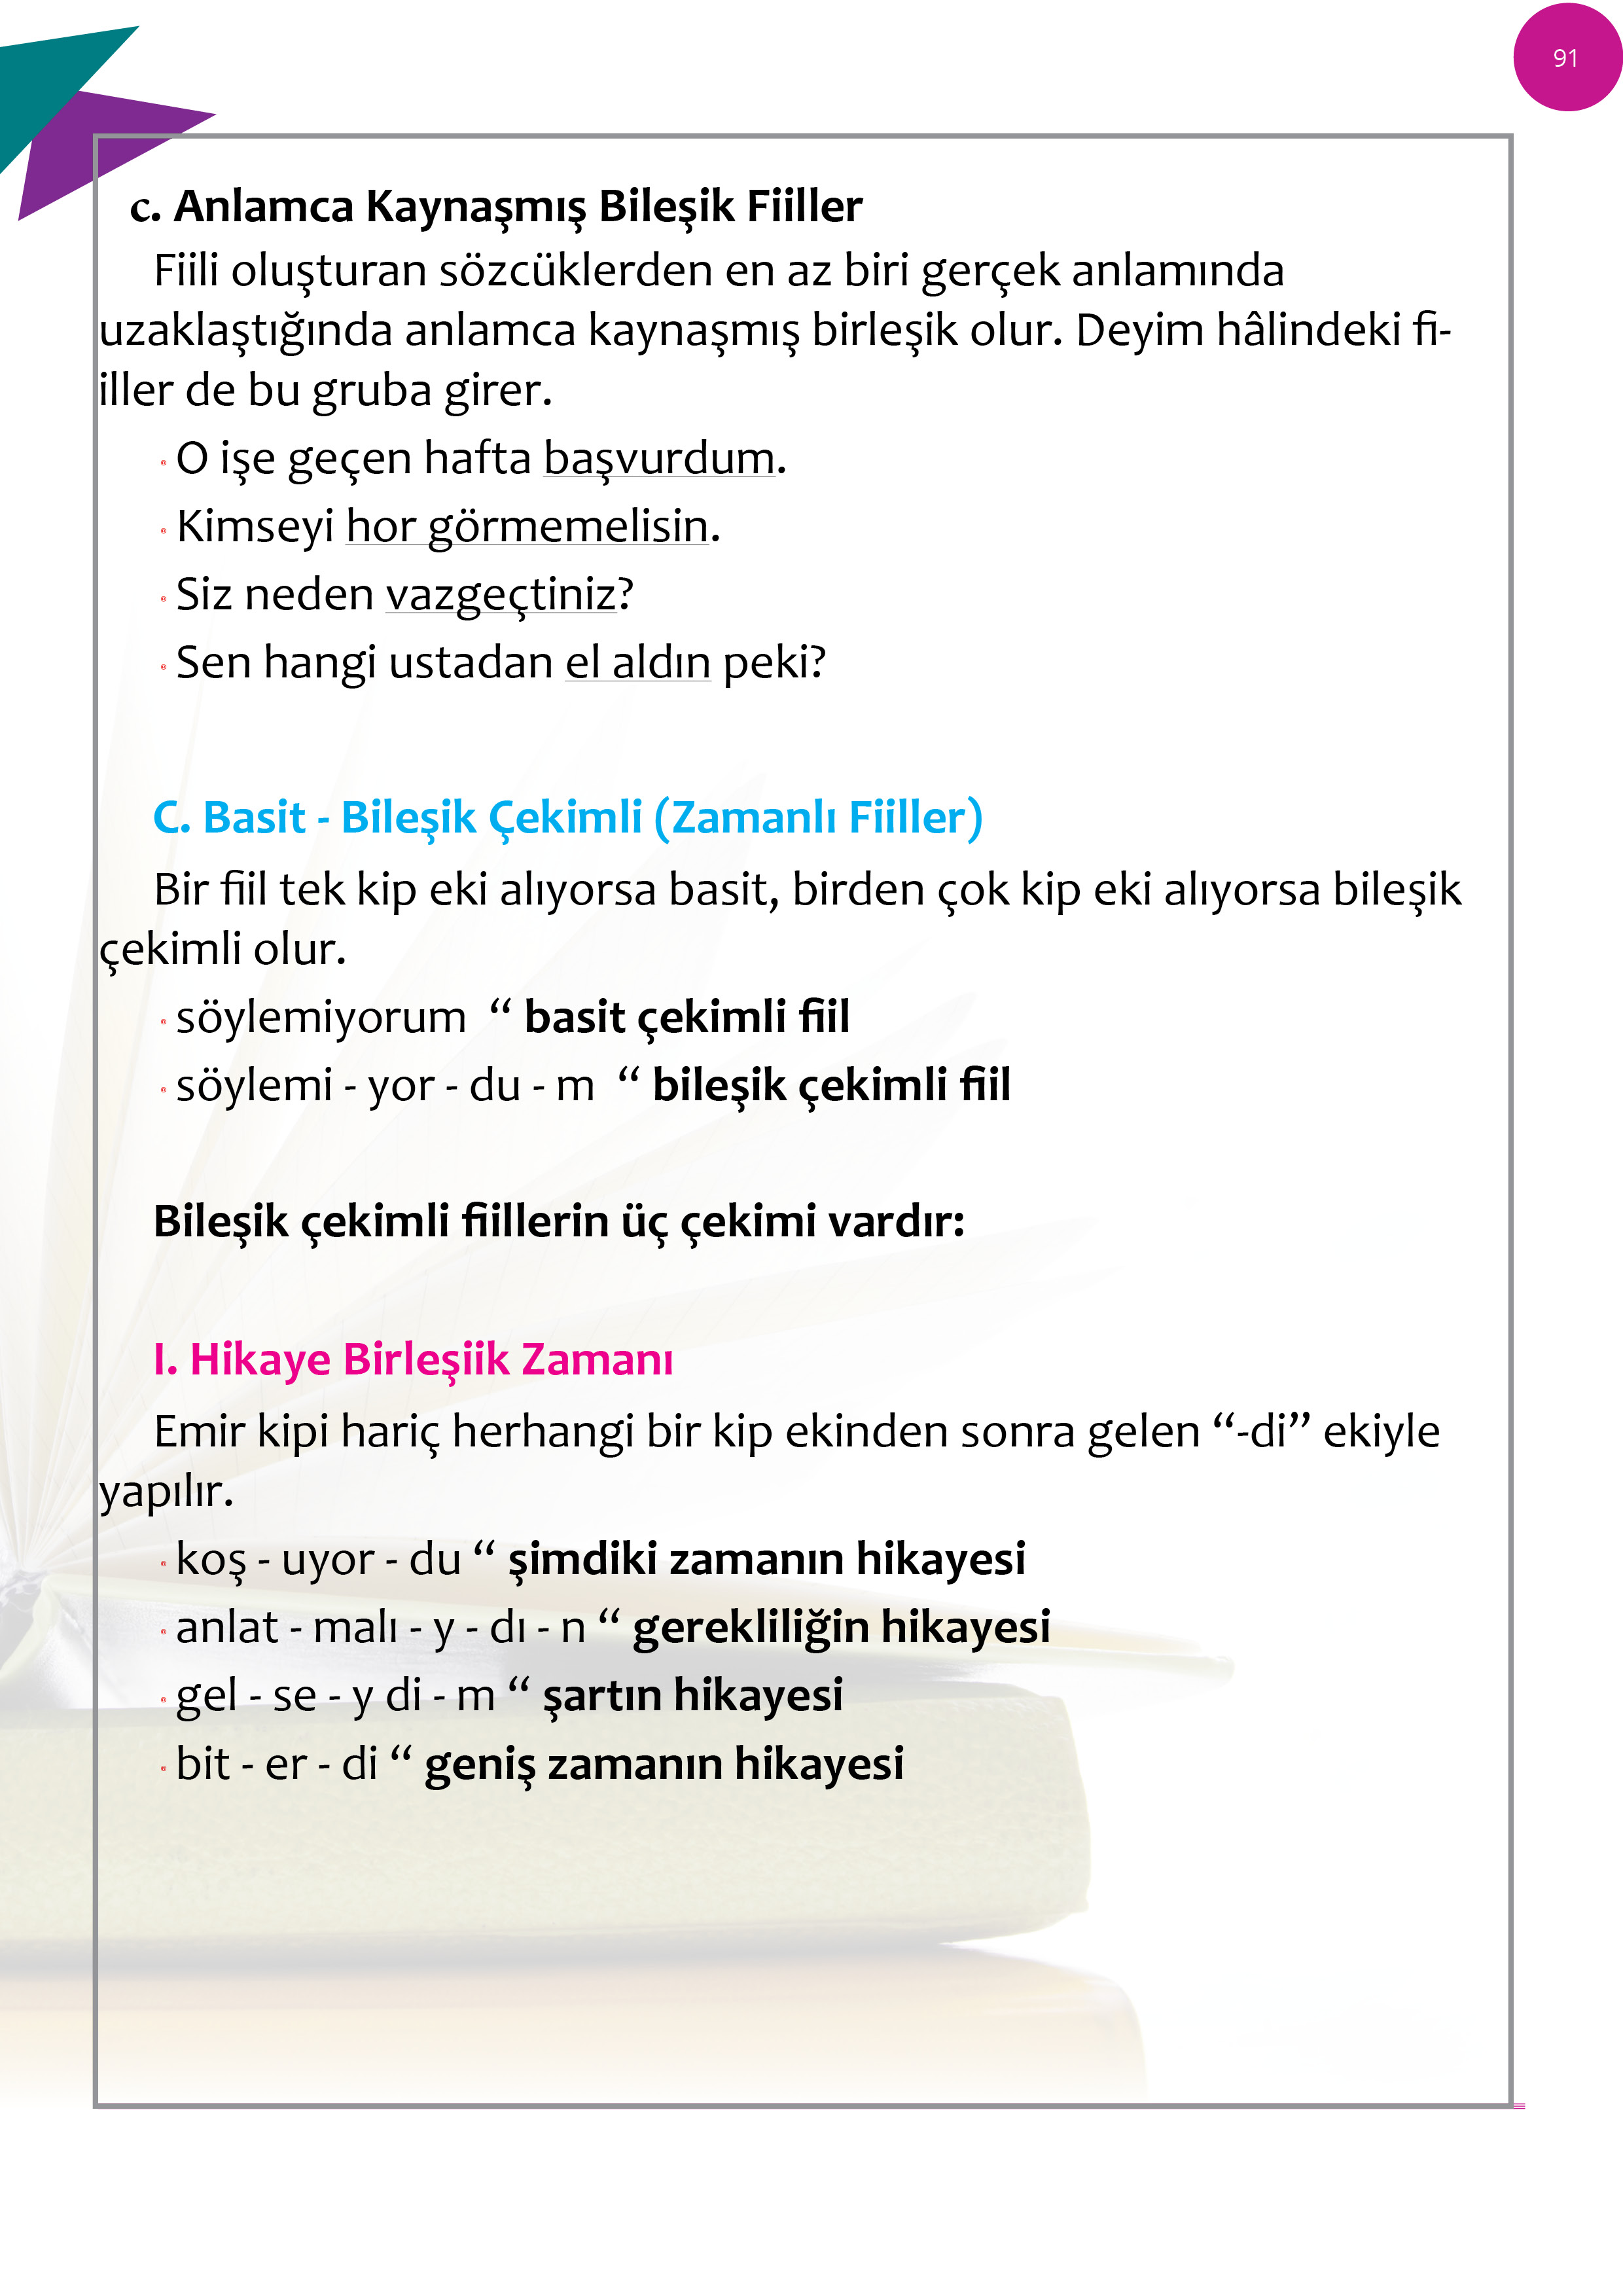 91
c. Anlamca Kaynaşmış Bileşik Fiiller
Fiili oluşturan sözcüklerden en az biri gerçek anlamında
uzaklaştığında anlamca kaynaşmış birleşik olur. Deyim hâlindeki fi-
iller de bu gruba girer.
• O işe geçen hafta başvurdum.
• Kimseyi hor görmemelisin.
• Siz neden vazgeçtiniz?
• Sen hangi ustadan el aldın peki?
C. Basit - Bileşik Çekimli (Zamanlı Fiiller)
Bir fiil tek kip eki alıyorsa basit, birden çok kip eki alıyorsa bileşik
çekimli olur.
• söylemiyorum “ basit çekimli fiil
• söylemi - yor - du - m “ bileşik çekimli fiil
Bileşik çekimli fiillerin üç çekimi vardır:
I. Hikaye Birleşiik Zamanı
Emir kipi hariç herhangi bir kip ekinden sonra gelen “-di” ekiyle
yapılır.
• koş - uyor - du “ şimdiki zamanın hikayesi
• anlat - malı - y - dı - n “ gerekliliğin hikayesi
• gel - se - y di - m “ şartın hikayesi
• bit - er - di “ geniş zamanın hikayesi